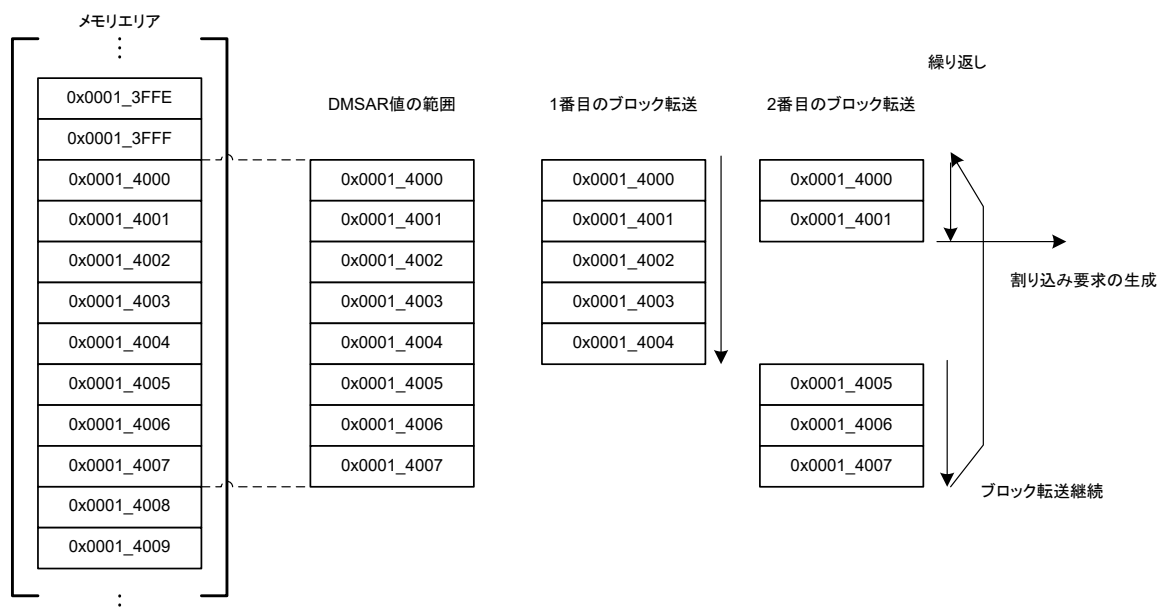 メモリエリア
⋮
0x0001_3FFE
0x0001_3FFF
0x0001_4000
0x0001_4001
0x0001_4002
0x0001_4003
0x0001_4004
0x0001_4005
0x0001_4006
0x0001_4007
0x0001_4008
0x0001_4009
⋮
DMSAR値の範囲
0x0001_4000
0x0001_4001
0x0001_4002
0x0001_4003
0x0001_4004
0x0001_4005
0x0001_4006
0x0001_4007
1番目のブロック転送
0x0001_4000
0x0001_4001
0x0001_4002
0x0001_4003
0x0001_4004
2番目のブロック転送
0x0001_4000
0x0001_4001
0x0001_4005
0x0001_4006
0x0001_4007
繰り返し
割り込み要求の生成
ブロック転送継続